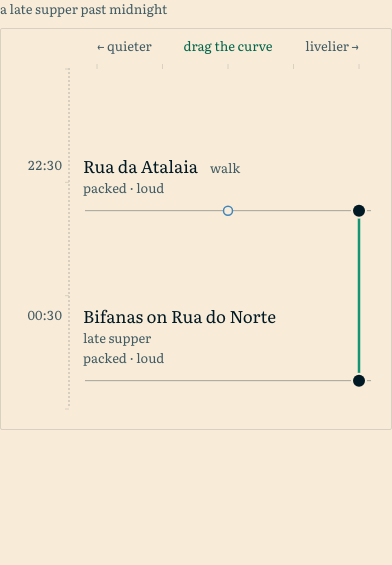 a late supper past midnight
← quieter drag the curve livelier →
22:30 Rua da Atalaia walk
packed · loud
00:30 Bifanas on Rua do Norte
late supper
packed · loud